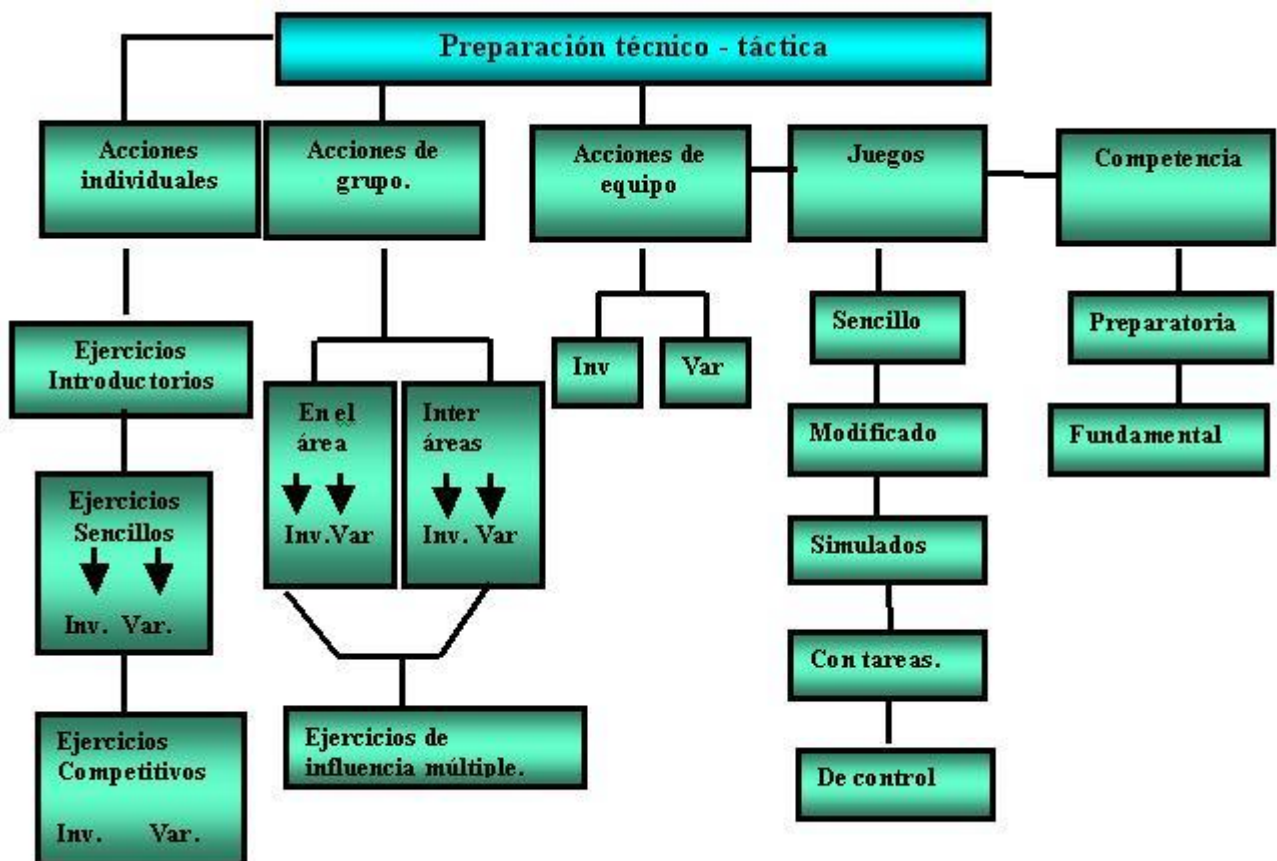 Preparación técnico - táctica
Acciones
individuales
Acciones de
grupo.
Acciones de
equipo
Juegos
Competencia
Ejercicios
Introductorios
Ejercicios
Sencillos
Inv. Var.
Ejercicios
Competitivos
Inv. Var.
En el
área
Inv.Var
Inter
áreas
Inv. Var
Ejercicios de
influencia múltiple.
Inv
Var
Sencillo
Modificado
Simulados
Con tareas.
De control
Preparatoria
Fundamental